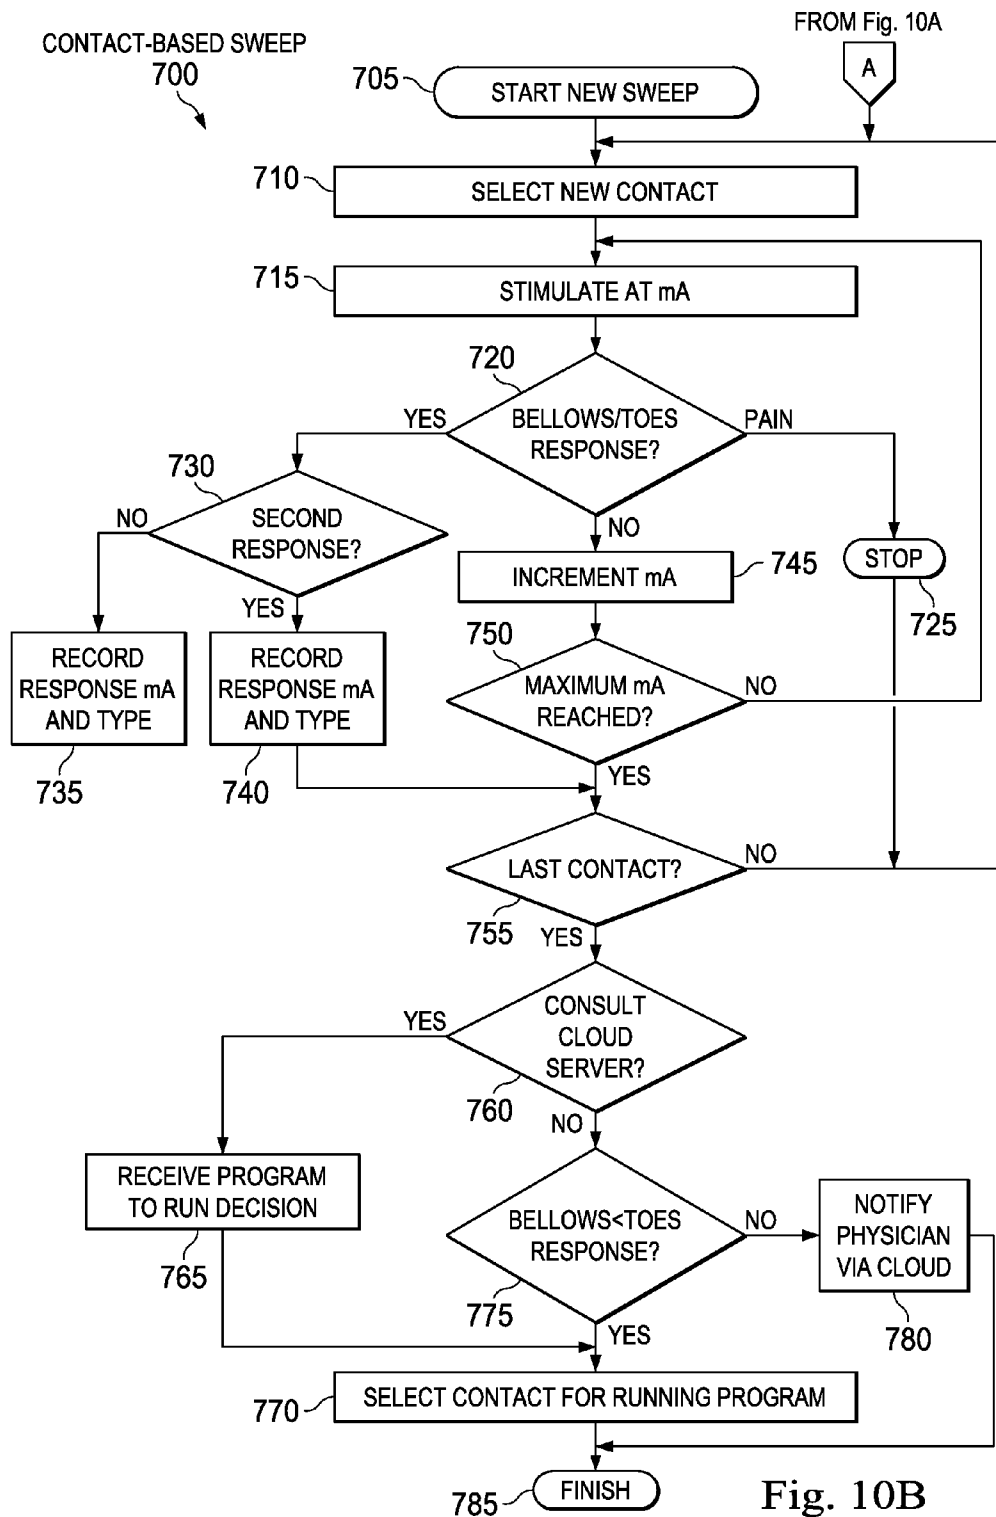 FROM Fig. 10A
CONTACT-BASED SWEEP
700
A
705
START NEW SWEEP
710
SELECT NEW CONTACT
715
STIMULATE AT mA
720
YES
BELLOWS/TOES
RESPONSE?
PAIN
730
NO
SECOND
RESPONSE?
NO
INCREMENT mA
745
STOP
725
YES
750
RECORD
RESPONSE mA
AND TYPE
735
RECORD
RESPONSE mA
AND TYPE
740
MAXIMUM mA
REACHED?
NO
YES
LAST CONTACT?
NO
755
YES
YES
CONSULT
CLOUD
SERVER?
760
NO
RECEIVE PROGRAM
TO RUN DECISION
765
BELLOWS<TOES
RESPONSE?
NO
775
NOTIFY
PHYSICIAN
VIA CLOUD
780
YES
770
SELECT CONTACT FOR RUNNING PROGRAM
785
FINISH
Fig. 10B